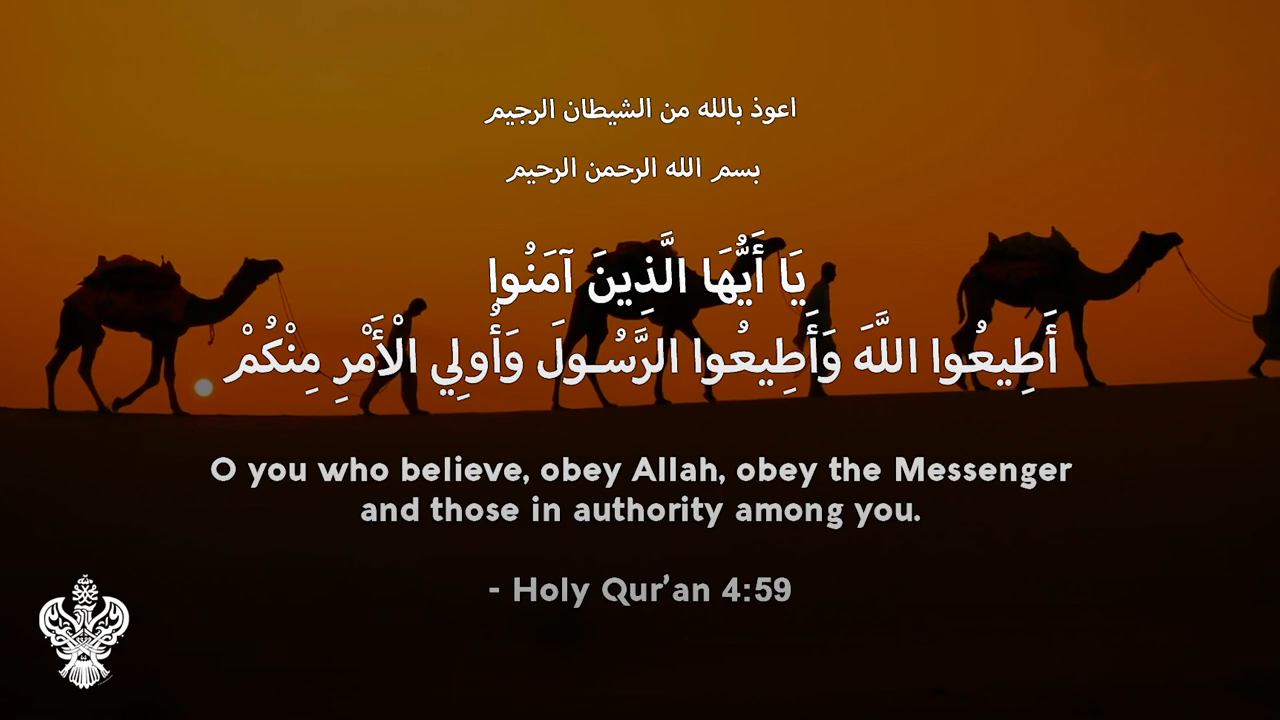 اعوذ بالله من الشيطان الرجيم
بسم الله الرحمن الرحيم
يَا أَيُّهَا الَّذِينَ آمَنُوا
أَطِيعُوا اللَّهَ وَأَطِيعُوا الرَّسُـولَ وَأُولِي الْأَمْرِ مِنْكُمْ
O you who believe, obey Allah, obey the Messenger
and those in authority among you.
- Holy Qur’an 4:59